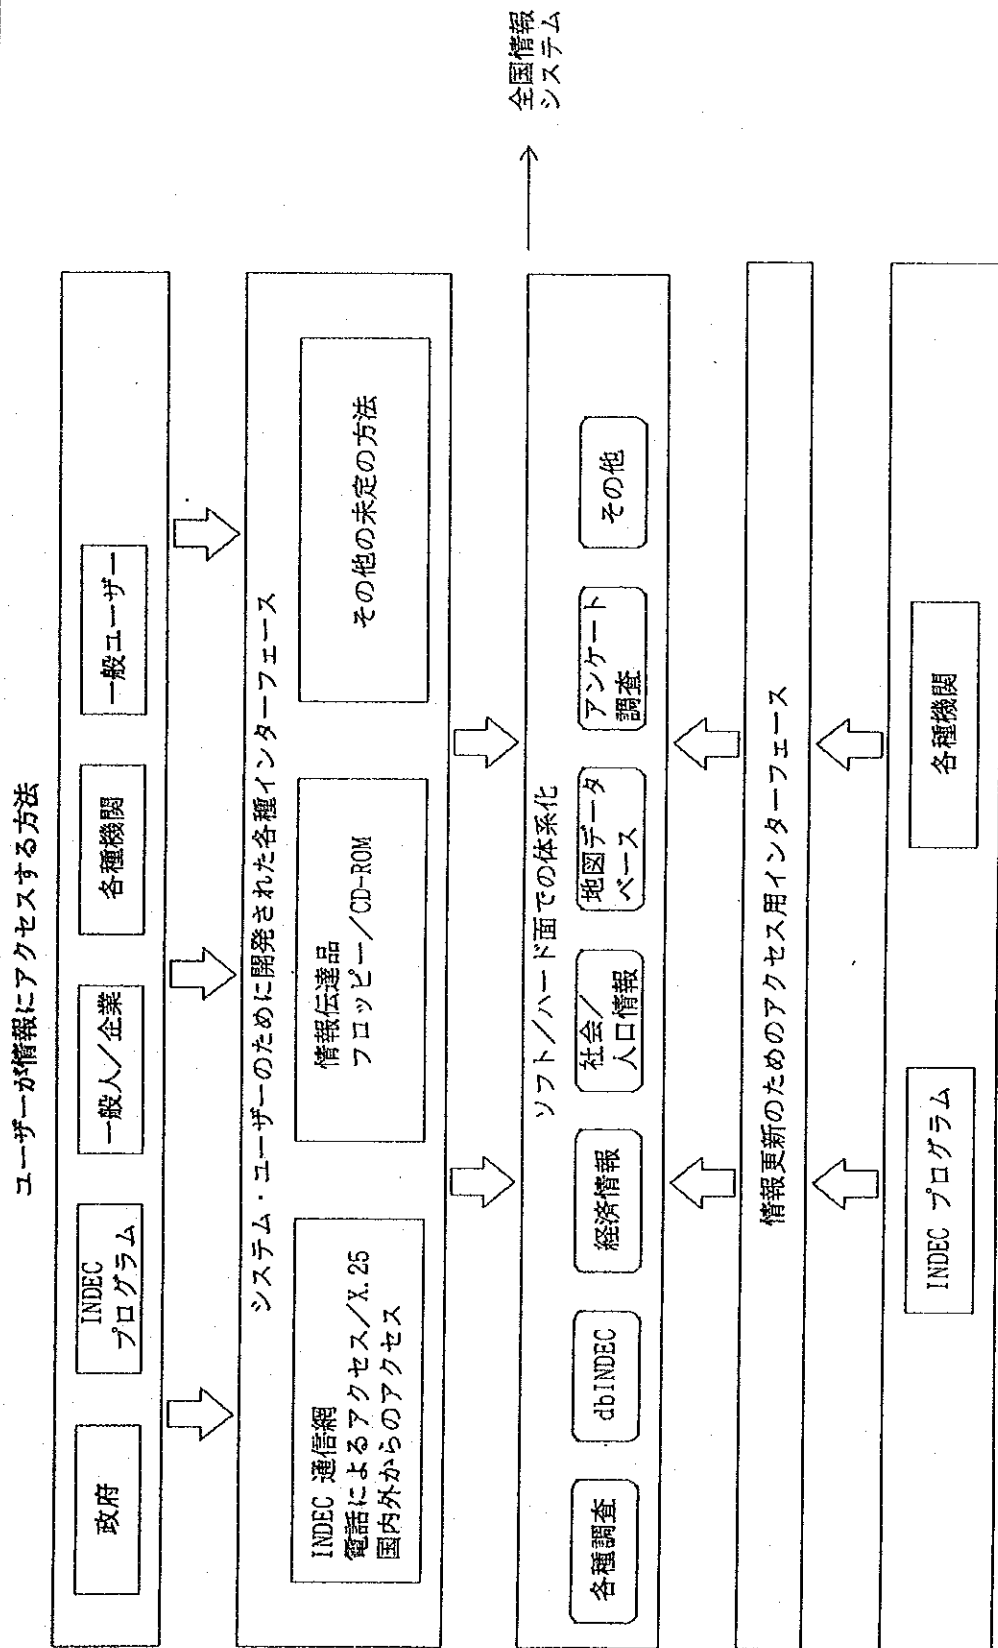 ユーザーが情報にアクセスする方法
政府
INDEC
プログラム
一般人／企業
各種機関
一般ユーザー
システム・ユーザーのために開発された各種インターフェース
INDEC 通信網
電話によるアクセス／X.25
国内外からのアクセス
情報伝達品
フロッピー／CD-ROM
その他の未定の方法
ソフト／ハード面での体系化
各種調査
dbINDEC
経済情報
社会／
人口情報
地図データ
ベース
アンケート
調査
その他
全国情報
システム
情報更新のためのアクセス用インターフェース
INDEC プログラム
各種機関